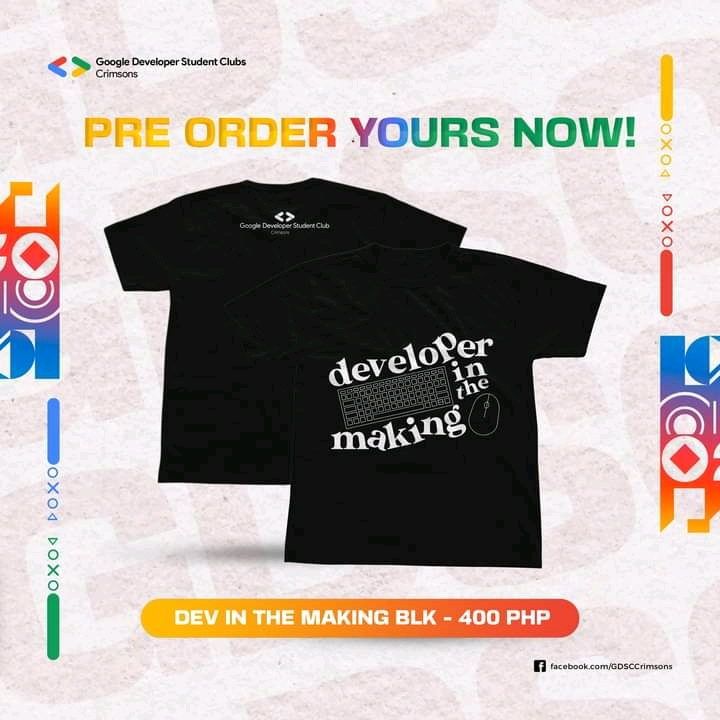 Google Developer Student Clubs
Crimsons
PRE ORDER YOURS NOW!
Google Developer Student Club
Crimsons
developer
in
the
making
DEV IN THE MAKING BLK - 400 PHP
facebook.com/GDSCCrimsons